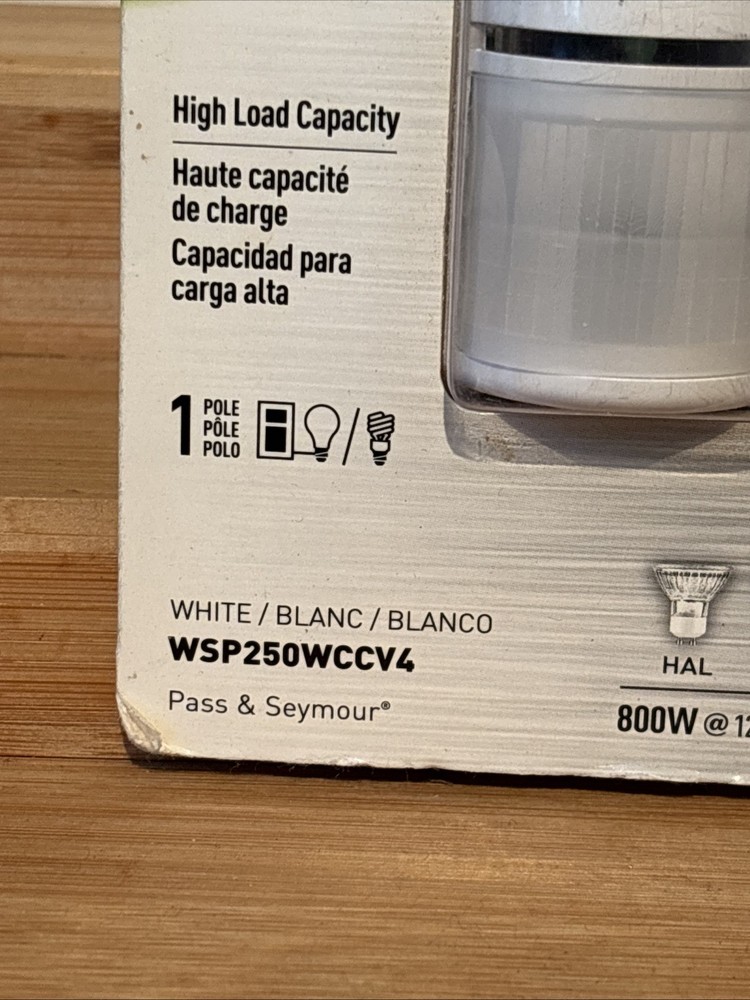 High Load Capacity
Haute capacité
de charge
Capacidad para
carga alta
1 POLE
PÔLE
POLO
WHITE / BLANC / BLANCO
WSP250WCCV4
Pass & Seymour®
HAL
800W @ 12